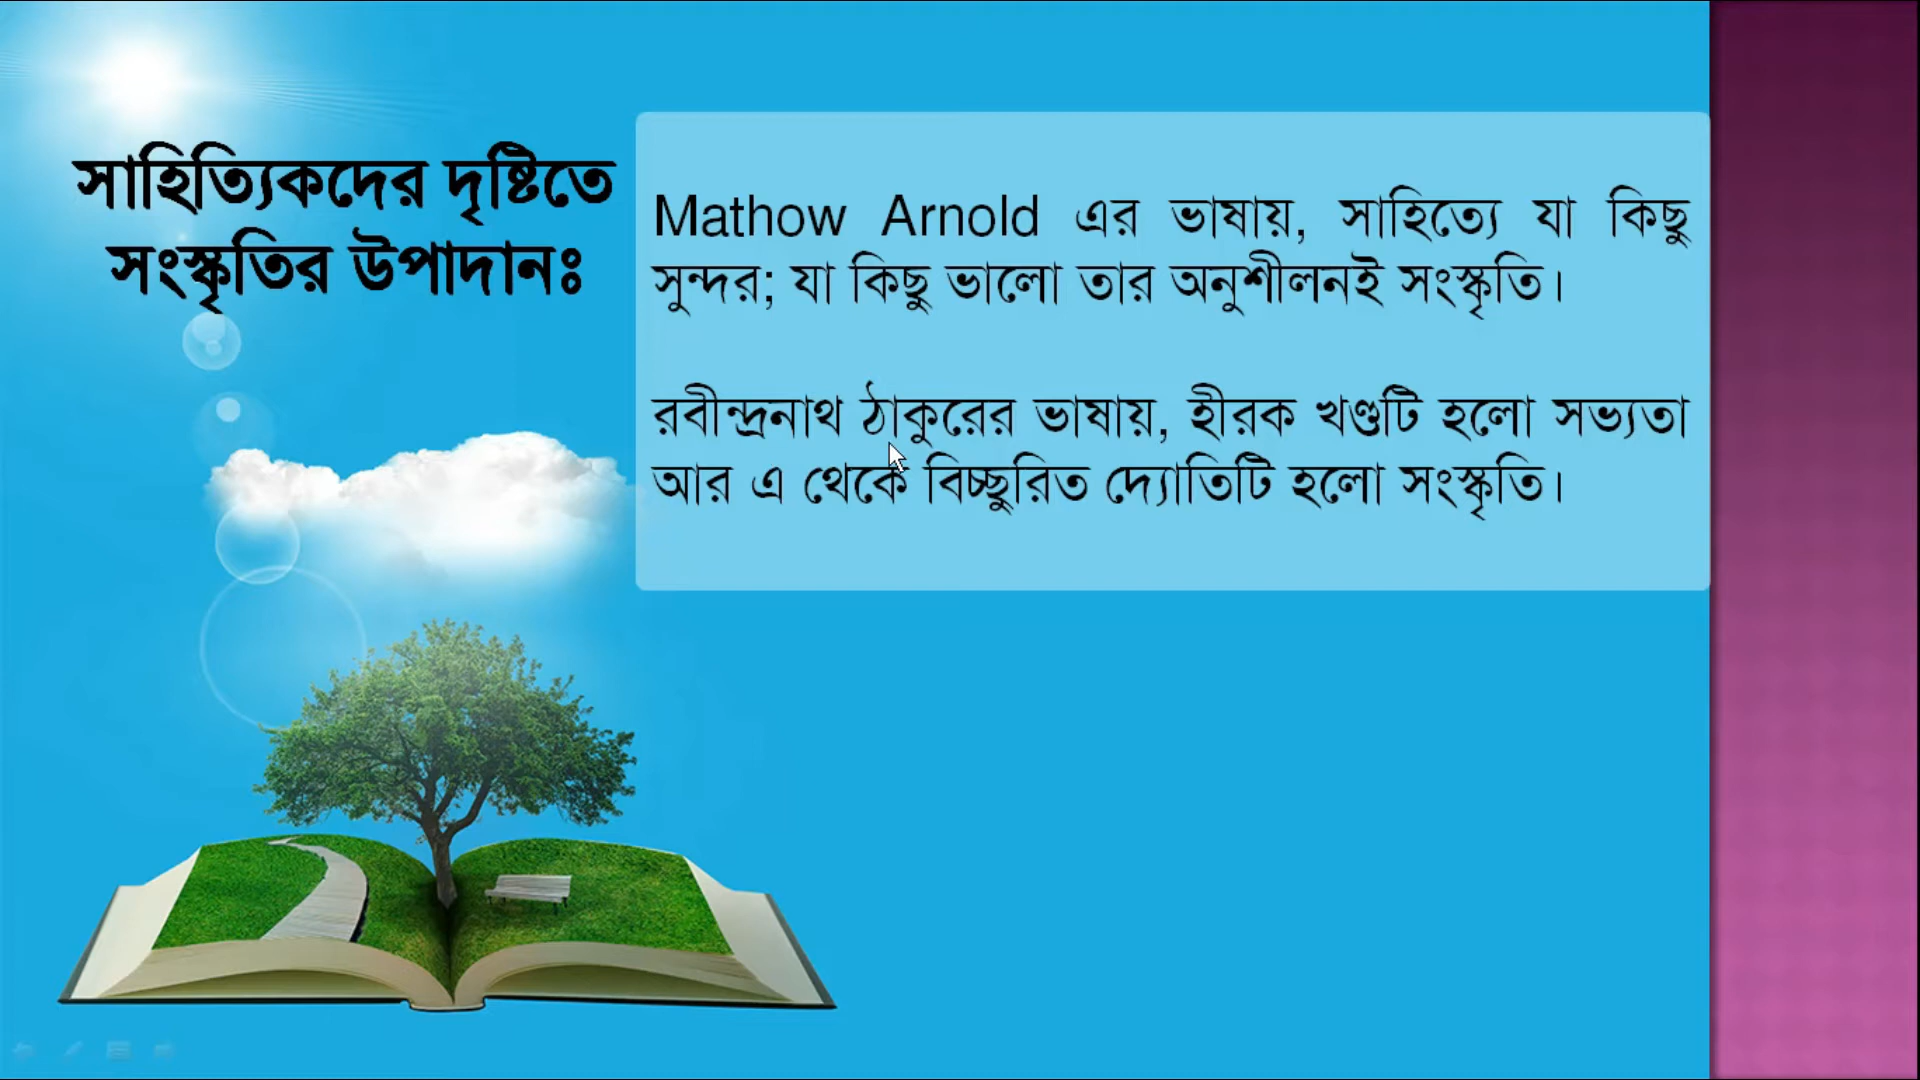 সাহিত্যিকদের দৃষ্টিতে
সংস্কৃতির উপাদানঃ
Mathow Arnold এর ভাষায়, সাহিত্যে যা কিছু
সুন্দর; যা কিছু ভালো তার অনুশীলনই সংস্কৃতি।
রবীন্দ্রনাথ ঠাকুরের ভাষায়, হীরক খণ্ডটি হলো সভ্যতা
আর এ থেকে বিচ্ছুরিত দ্যোতিটি হলো সংস্কৃতি।